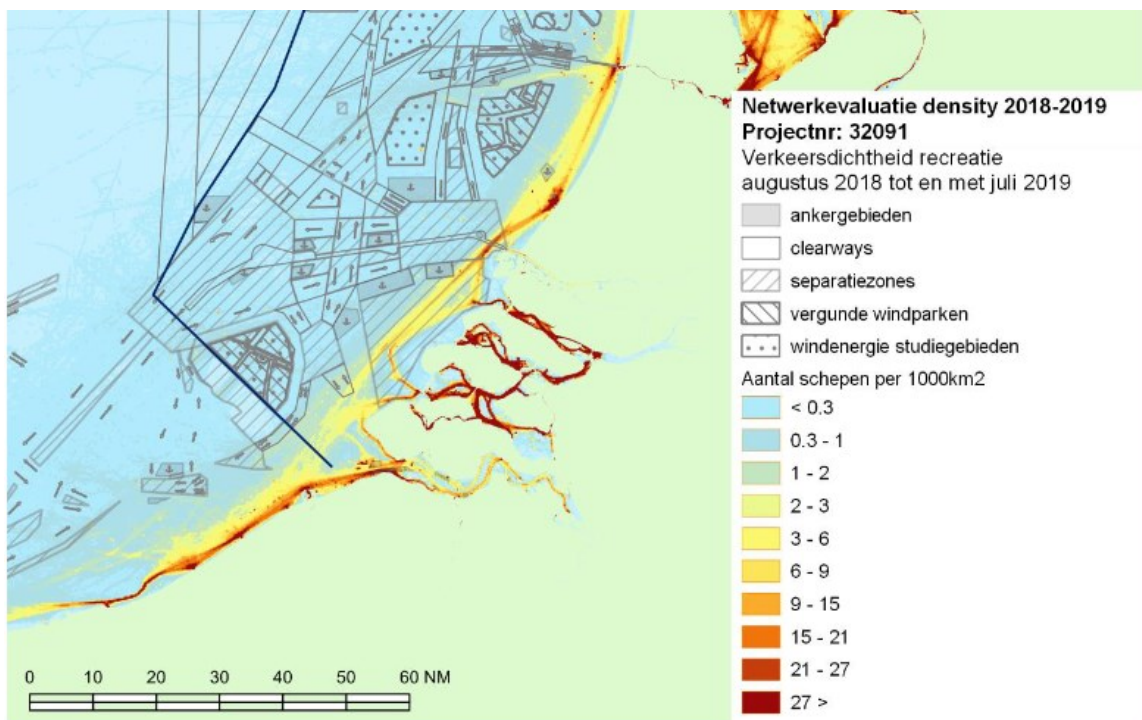 Netwerkevaluatie density 2018-2019
Projectnr: 32091
Verkeersdichtheid recreatie
augustus 2018 tot en met juli 2019
ankergebieden
clearways
separatiezones
vergunde windparken
windenergie studiegebieden
Aantal schepen per 1000km2
< 0.3
0.3 - 1
1 - 2
2 - 3
3 - 6
6 - 9
9 - 15
15 - 21
21 - 27
27 >
0 10 20 30 40 50 60 NM